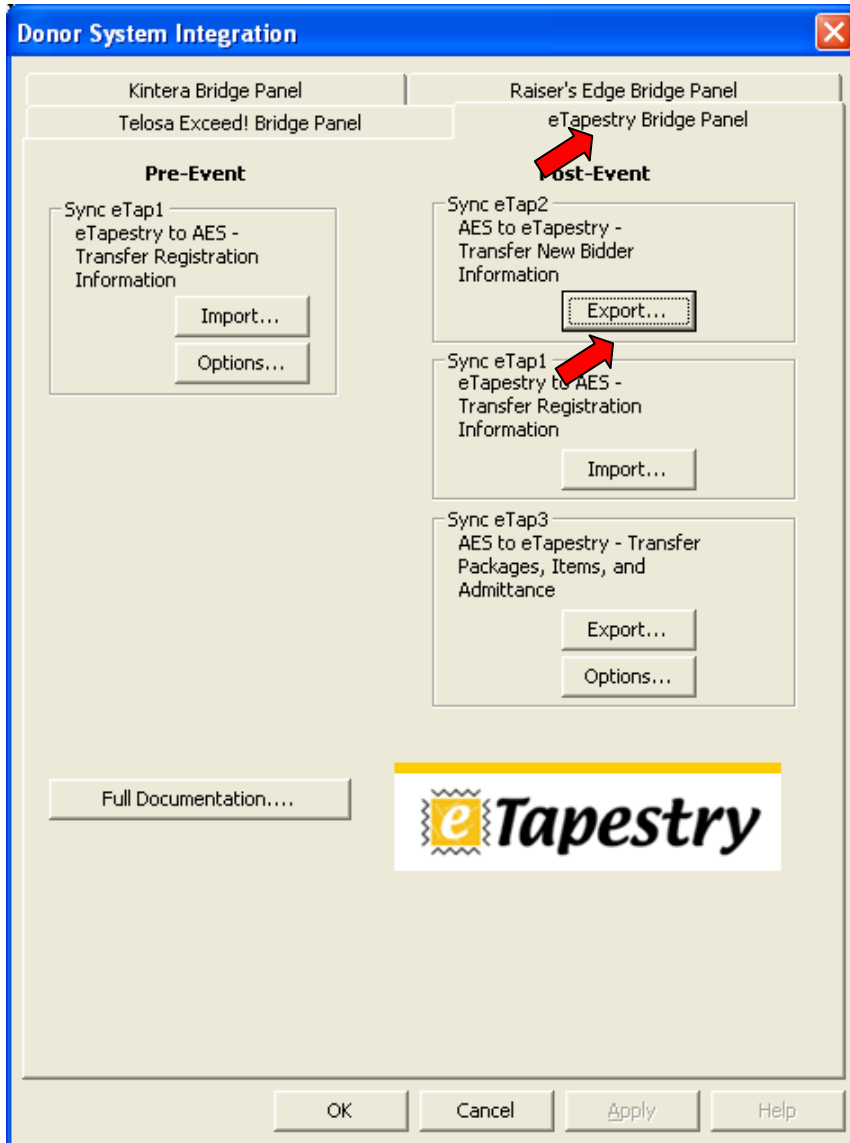 Donor System Integration
Kintera Bridge Panel
Raiser's Edge Bridge Panel
Telosa Exceed! Bridge Panel
eTapestry Bridge Panel
Pre-Event
Sync eTap1
eTapestry to AES -
Transfer Registration
Information
Import...
Options...
Post-Event
Sync eTap2
AES to eTapestry -
Transfer New Bidder
Information
Export...
Sync eTap1
eTapestry to AES -
Transfer Registration
Information
Import...
Sync eTap3
AES to eTapestry - Transfer
Packages, Items, and
Admittance
Export...
Options...
Full Documentation....
eTapestry
OK
Cancel
Apply
Help